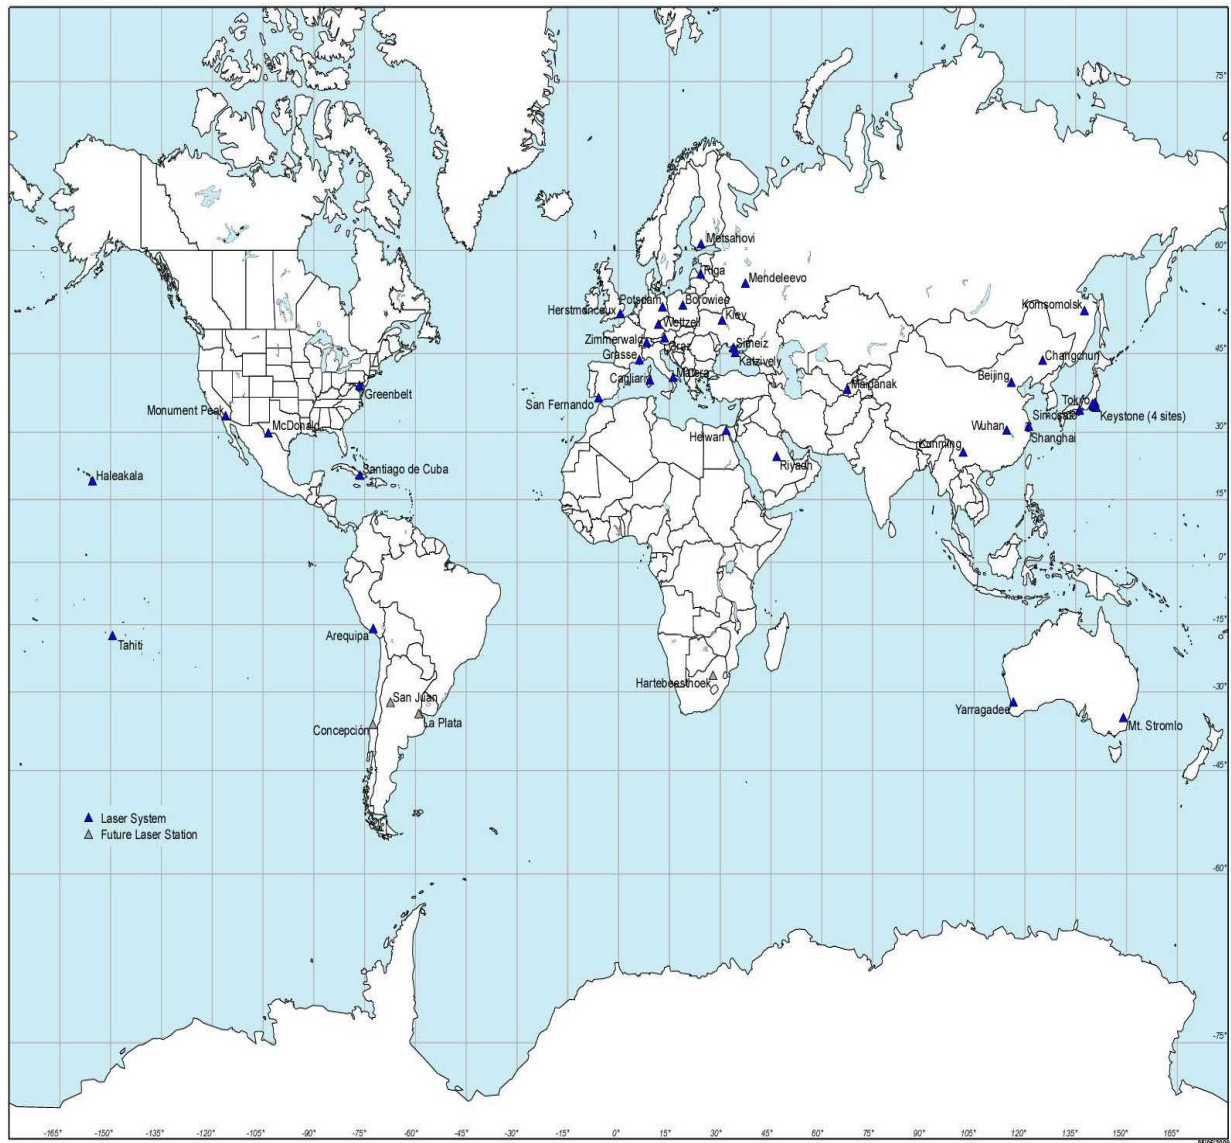 75°
Metsahovi
60°
Riga
Mendeleevo
Potsdam
Borowiec
Komsomolsk
Herstmonceux
Kiev
Wettzell
Zimmerwald
Graz
Simeiz
45°
Grasse
Katzively
Changchun
Cagliari
Matera
Maidanak
Beijing
Greenbelt
San Fernando
Tokyo
Monument Peak
Keystone (4 sites)
McDonald
Helwan
Wuhan
30°
Shanghai
Kunming
Riyadh
Haleakala
Santiago de Cuba
15°
0°
-15°
Arequipa
Tahiti
Hartebeesthoek
-30°
San Juan
Yarragadee
La Plata
Concepción
Mt. Stromlo
-45°
Laser System
Future Laser Station
-60°
-75°
-165° -150° -135° -120° -105° -90° -75° -60° -45° -30° -15° 0° 15° 30° 45° 60° 75° 90° 105° 120° 135° 150° 165°